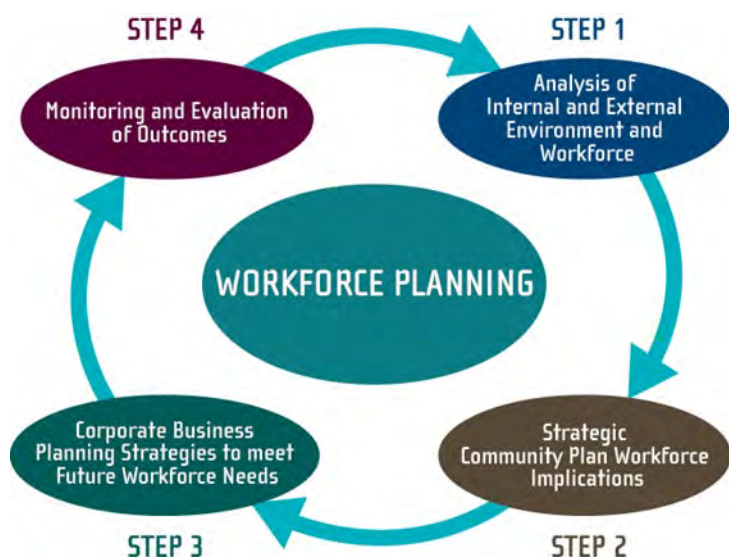 STEP 4
Monitoring and Evaluation
of Outcomes
STEP 1
Analysis of
Internal and External
Environment and
Workforce
WORKFORCE PLANNING
Corporate Business
Planning Strategies to meet
Future Workforce Needs
STEP 3
Strategic
Community Plan Workforce
Implications
STEP 2